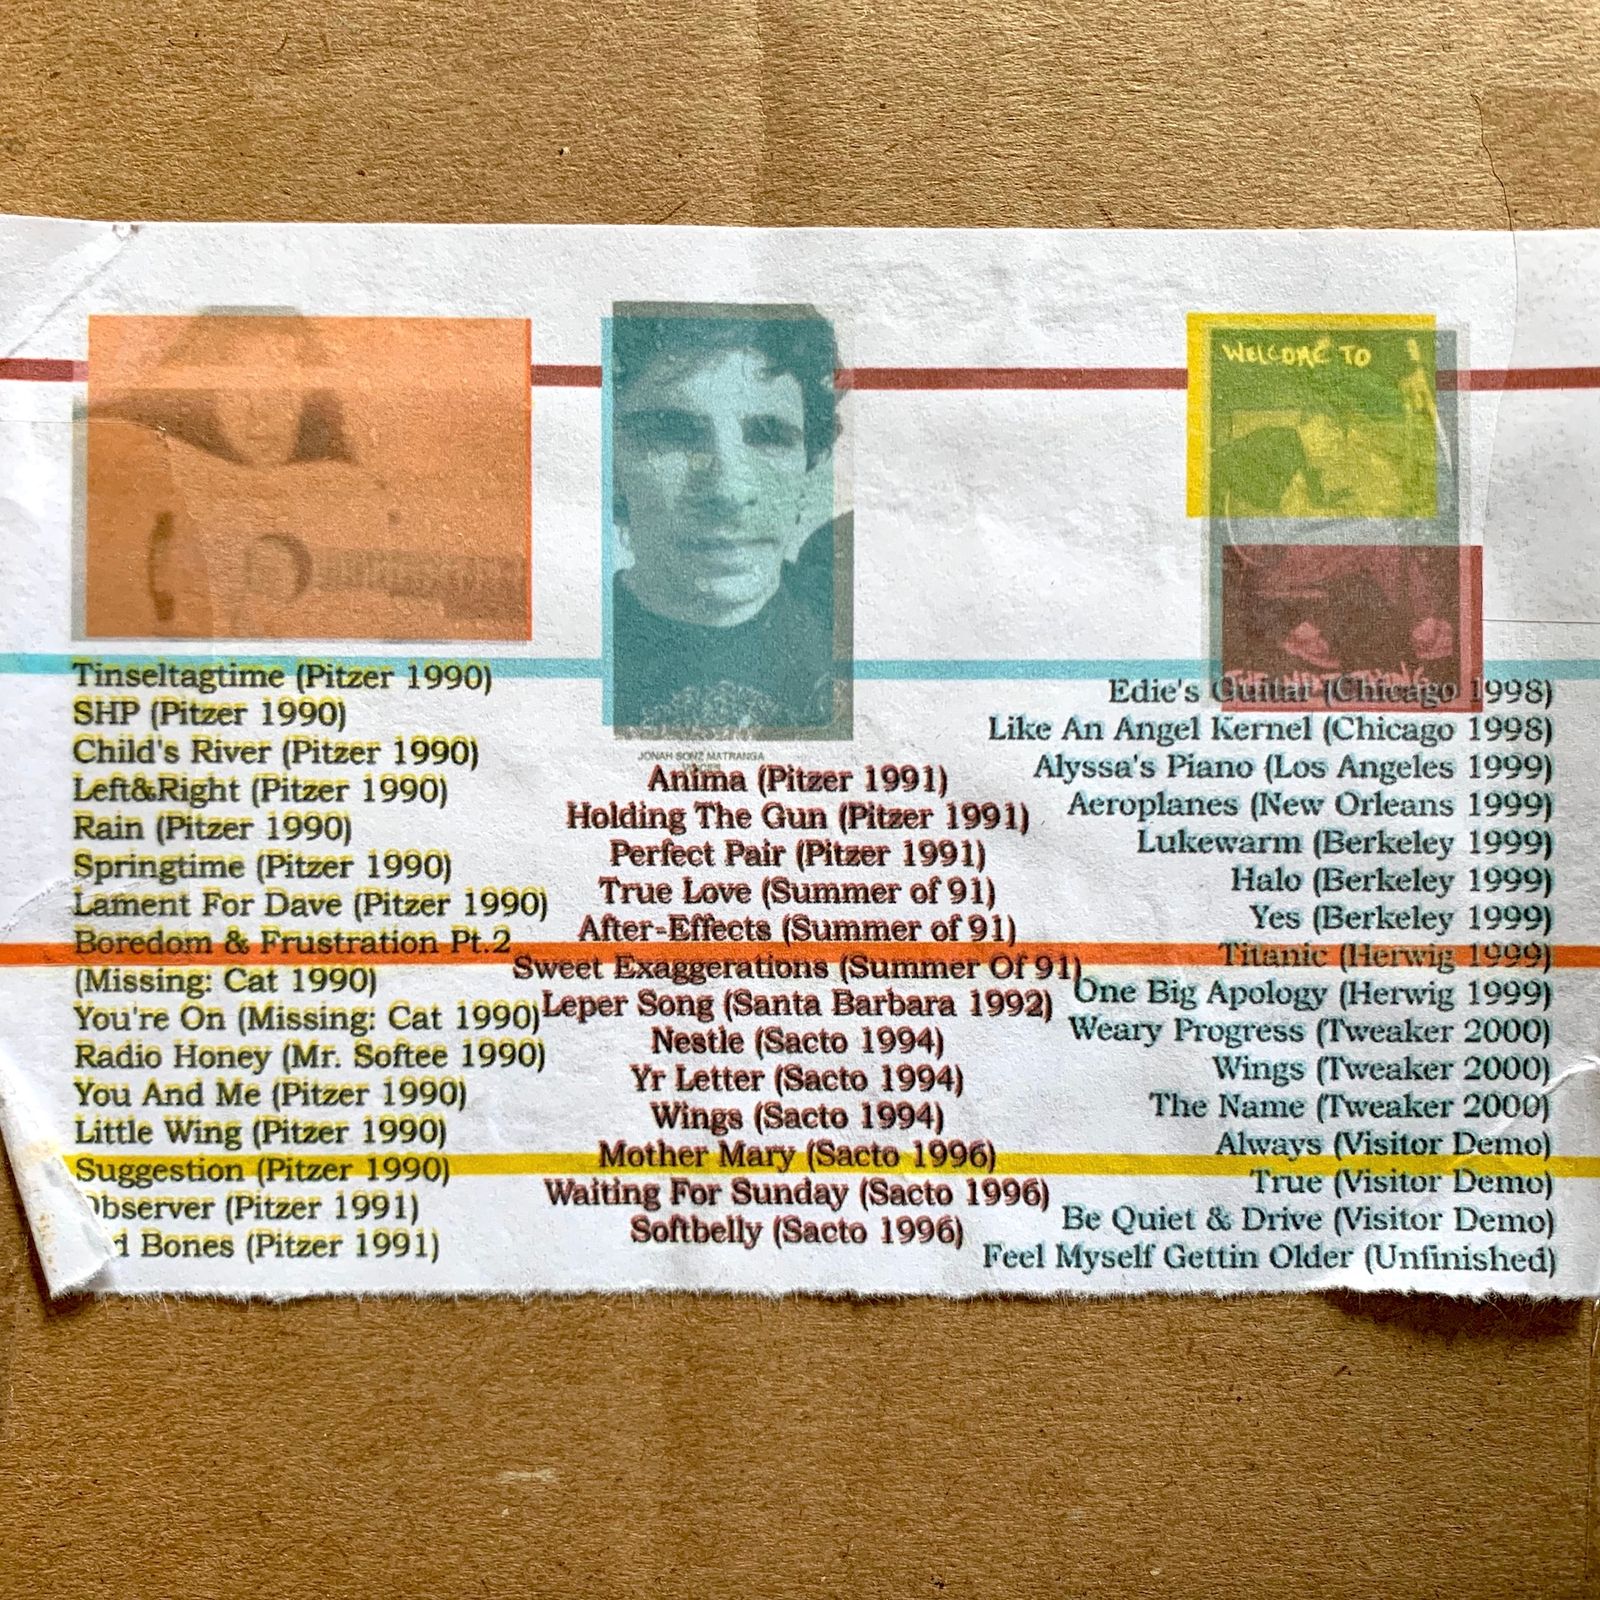 WELCOME TO
Tinseltagtime (Pitzer 1990)
SHP (Pitzer 1990)
Child's River (Pitzer 1990)
Left&Right (Pitzer 1990)
Rain (Pitzer 1990)
Springtime (Pitzer 1990)
Lament For Dave (Pitzer 1990)
Boredom & Frustration Pt.2
(Missing: Cat 1990)
You're On (Missing: Cat 1990)
Radio Honey (Mr. Softee 1990)
You And Me (Pitzer 1990)
Little Wing (Pitzer 1990)
Suggestion (Pitzer 1990)
Observer (Pitzer 1991)
Bones (Pitzer 1991)
JONAH SONZ MATRANGA
Anima (Pitzer 1991)
Holding The Gun (Pitzer 1991)
Perfect Pair (Pitzer 1991)
True Love (Summer of 91)
After-Effects (Summer of 91)
Sweet Exaggerations (Summer Of 91)
Leper Song (Santa Barbara 1992)
Nestle (Sacto 1994)
Yr Letter (Sacto 1994)
Wings (Sacto 1994)
Mother Mary (Sacto 1996)
Waiting For Sunday (Sacto 1996)
Softbelly (Sacto 1996)
THE
Edie's Guitar (Chicago 1998)
Like An Angel Kernel (Chicago 1998)
Alyssa's Piano (Los Angeles 1999)
Aeroplanes (New Orleans 1999)
Lukewarm (Berkeley 1999)
Halo (Berkeley 1999)
Yes (Berkeley 1999)
Titanic (Herwig 1999)
One Big Apology (Herwig 1999)
Weary Progress (Tweaker 2000)
Wings (Tweaker 2000)
The Name (Tweaker 2000)
Always (Visitor Demo)
True (Visitor Demo)
Be Quiet & Drive (Visitor Demo)
Feel Myself Gettin Older (Unfinished)